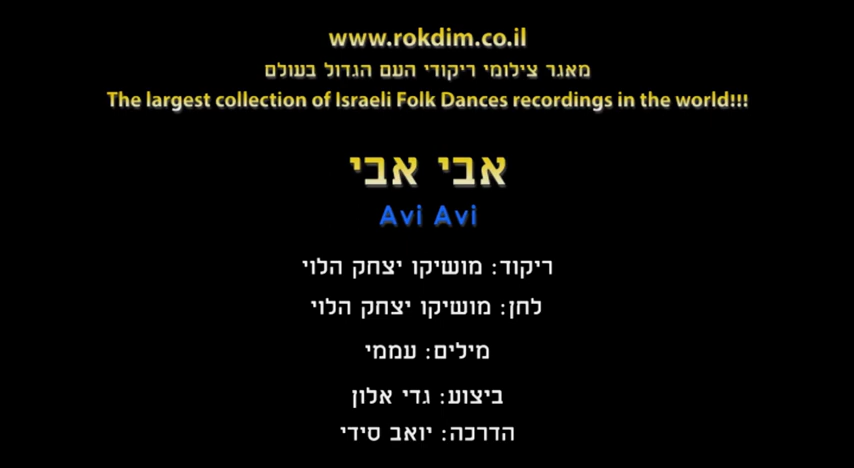 www.rokdim.co.il
מאגר צילומי ריקודי העם הגדול בעולם
The largest collection of Israeli Folk Dances recordings in the world!!!
אבי אבי
Avi Avi
ריקוד: מושיקו יצחק הלוי
לחן: מושיקו יצחק הלוי
מילים: עממי
ביצוע: גדי אלון
הדרכה: יואב סידי